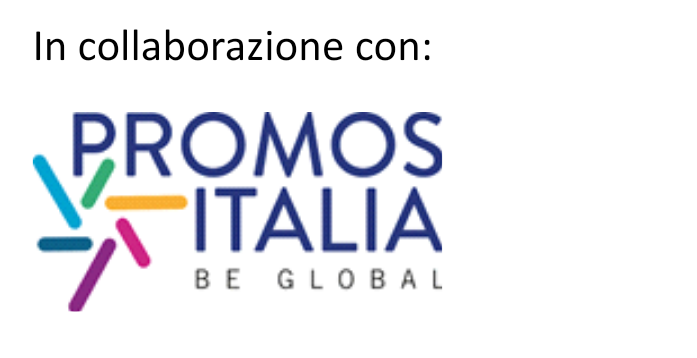 In collaborazione con:
PROMOS
ITALIA
BE GLOBAL